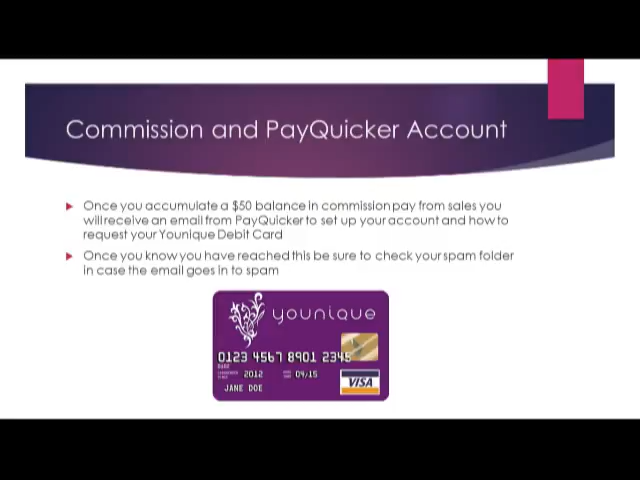 Commission and PayQuicker Account
Once you accumulate a $50 balance in commission pay from sales you
will receive an email from PayQuicker to set up your account and how to
request your Younique Debit Card
Once you know you have reached this be sure to check your spam folder
in case the email goes in to spam
younique
0123 4567 8901 2345
2012 04/15
JANE DOE
VISA